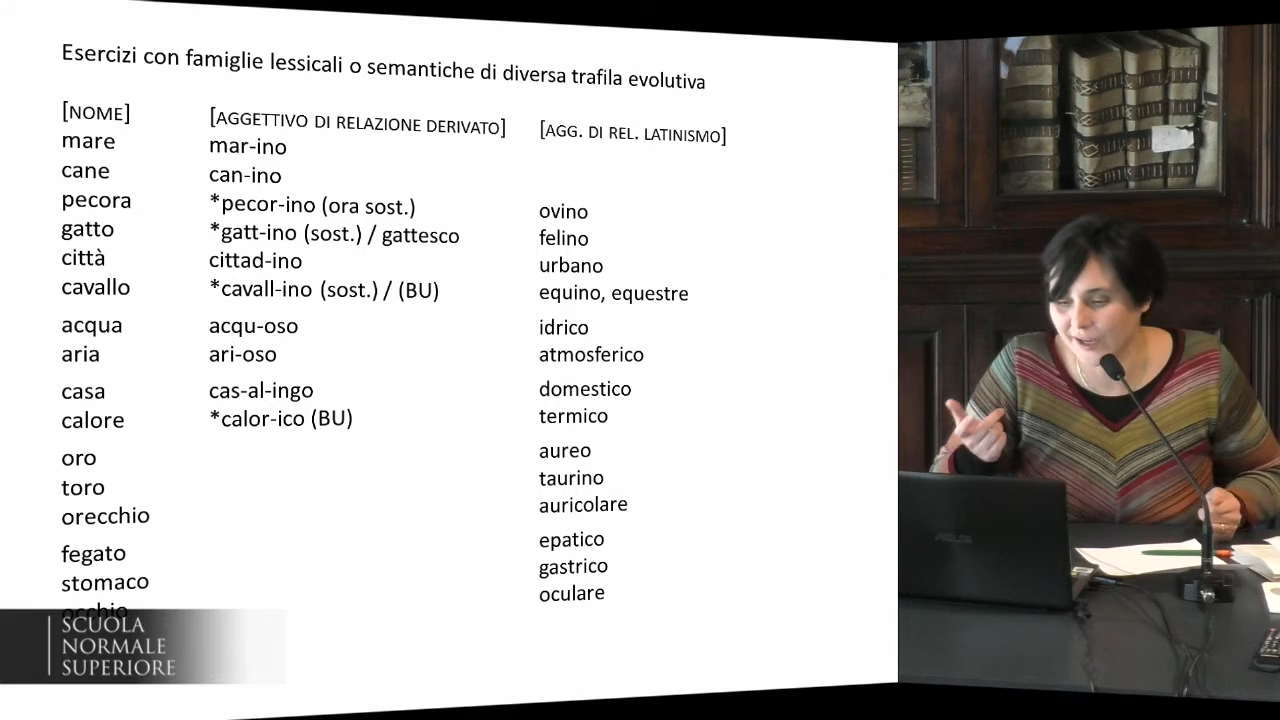 Esercizi con famiglie lessicali o semantiche di diversa trafila evolutiva
[NOME] [AGGETTIVO DI RELAZIONE DERIVATO] [AGG. DI REL. LATINISMO]
mare mar-ino
cane can-ino
pecora *pecor-ino (ora sost.) ovino
gatto *gatt-ino (sost.) / gattesco felino
città cittad-ino urbano
cavallo *cavall-ino (sost.) / (BU) equino, equestre
acqua acqu-oso idrico
aria ari-oso atmosferico
casa cas-al-ingo domestico
calore *calor-ico (BU) termico
oro aureo
toro taurino
orecchio auricolare
fegato epatico
stomaco gastrico
occhio oculare
SCUOLA
NORMALE
SUPERIORE
ASUS